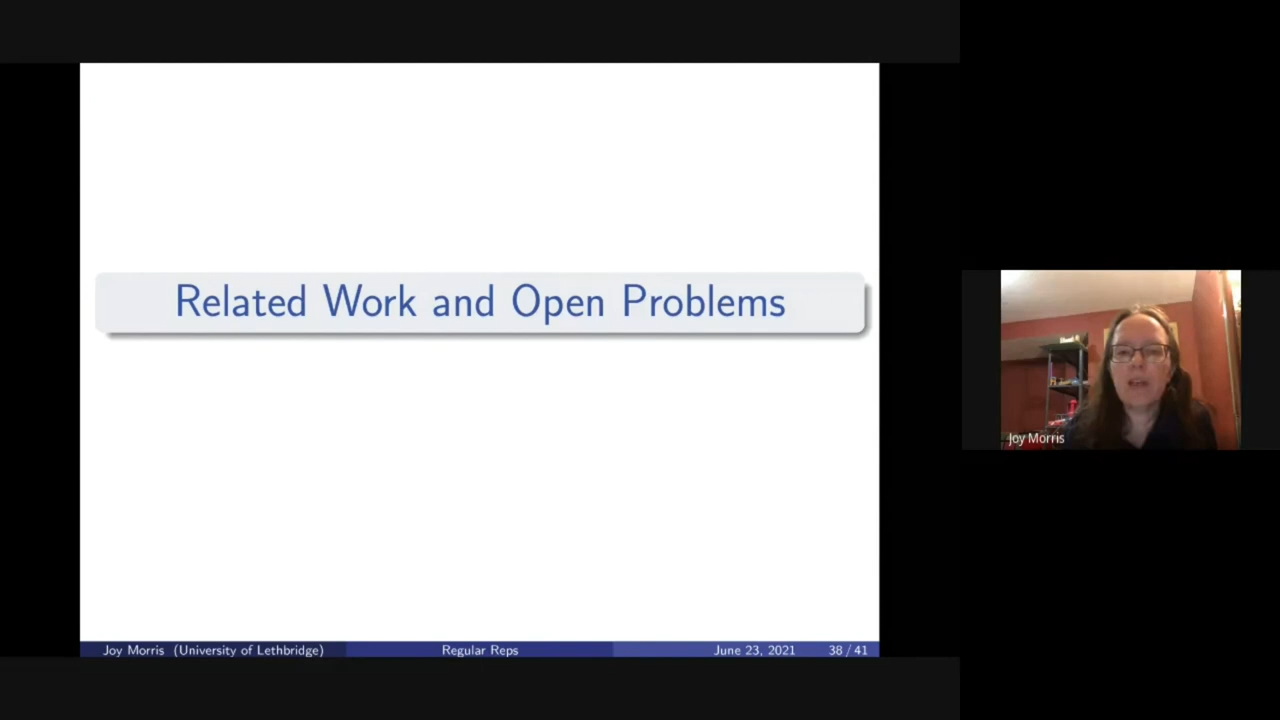 Related Work and Open Problems
Joy Morris (University of Lethbridge) Regular Reps June 23, 2021 38 / 41
Joy Morris